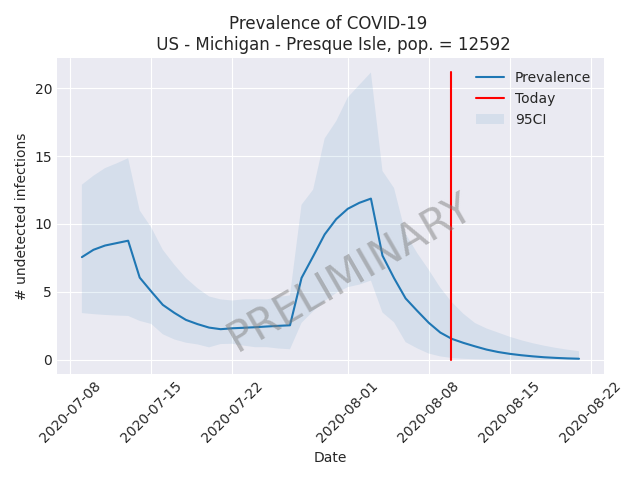 Prevalence of COVID-19
US - Michigan - Presque Isle, pop. = 12592
# undetected infections
20
15
10
5
0
Prevalence
Today
95CI
PRELIMINARY
2020-07-08
2020-07-15
2020-07-22
2020-08-01
2020-08-08
2020-08-15
2020-08-22
Date